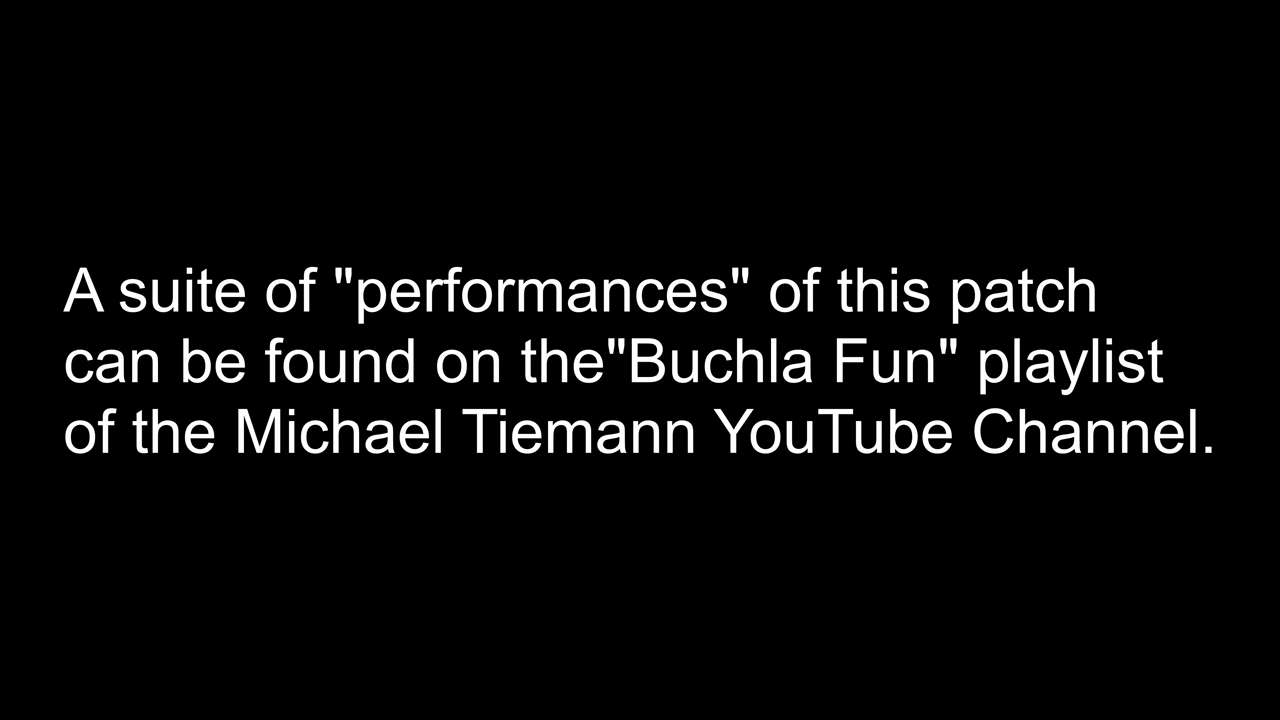 A suite of "performances" of this patch
can be found on the"Buchla Fun" playlist
of the Michael Tiemann YouTube Channel.